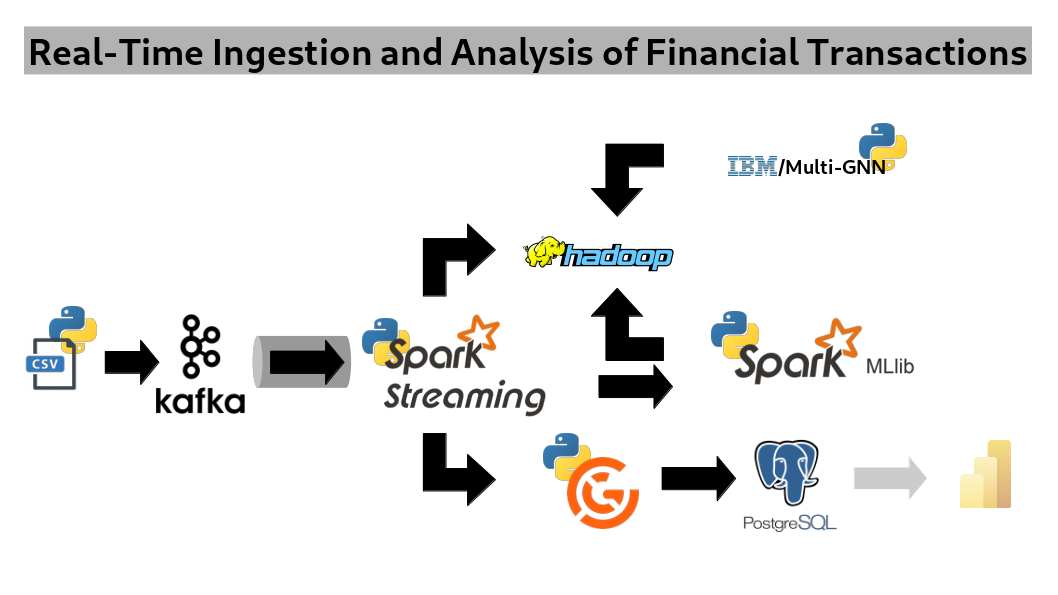 Real-Time Ingestion and Analysis of Financial Transactions
IBM/Multi-GNN
hadoop
CSV
kafka
Spark
Streaming
Spark
MLlib
PostgreSQL